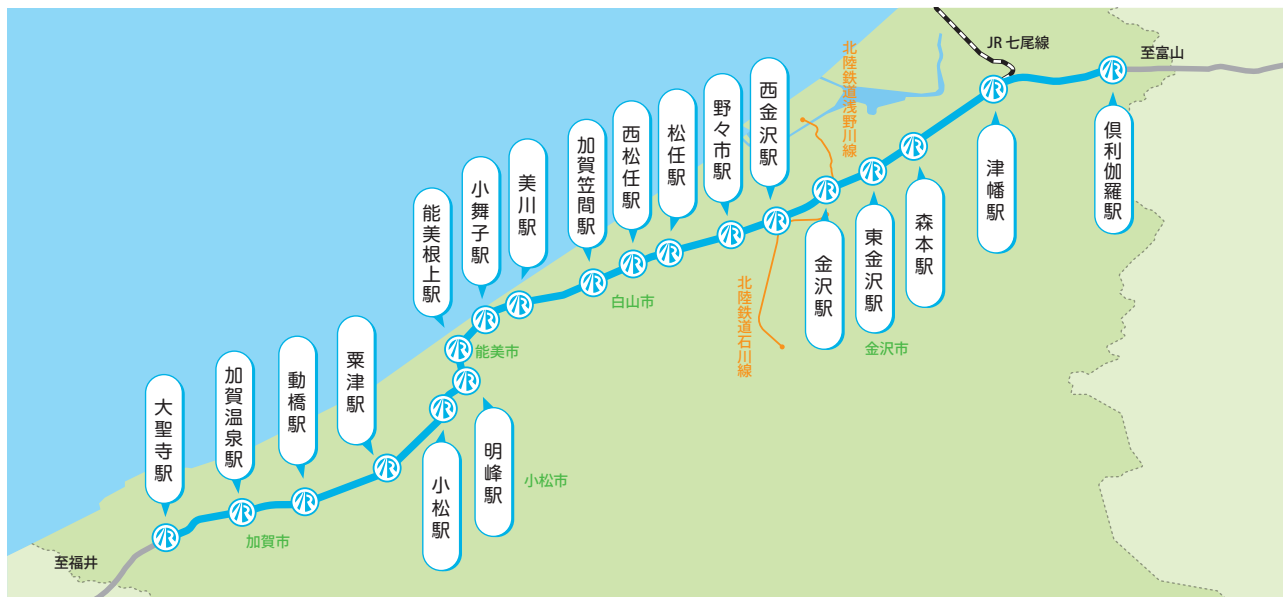 JR 七尾線
至富山
北陸鉄道浅野川線
倶利伽羅駅
津幡駅
森本駅
東金沢駅
金沢駅
西金沢駅
野々市駅
松任駅
西松任駅
加賀笠間駅
美川駅
小舞子駅
能美根上駅
明峰駅
小松駅
粟津駅
動橋駅
加賀温泉駅
大聖寺駅
北陸鉄道石川線
金沢市
白山市
能美市
小松市
加賀市
至福井